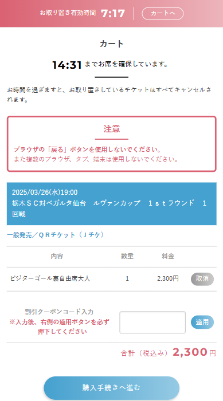 お取り置き有効時間 7:17 カートへ
カート
14:31 までお席を確保しています。
お時間を過ぎますと、お取り置きしているチケットはすべてキャンセルさ
れます。
注意
ブラウザの「戻る」ボタンを使用しないでください。
また複数のブラウザ、タブ、端末は使用しないでください。
2025/03/26(水)19:00
栃木ＳＣ対ベガルタ仙台　ルヴァンカップ　１ｓｔラウンド　１
回戦
一般発売／ＱＲチケット（Ｊチケ）
内容 数量 料金
ビジターゴール裏自由席大人 1 2,300円 取消
割引クーポンコード入力
※入力後、右側の適用ボタンを必ず
押下してください
適用
合計（税込み） 2,300 円
購入手続きへ進む